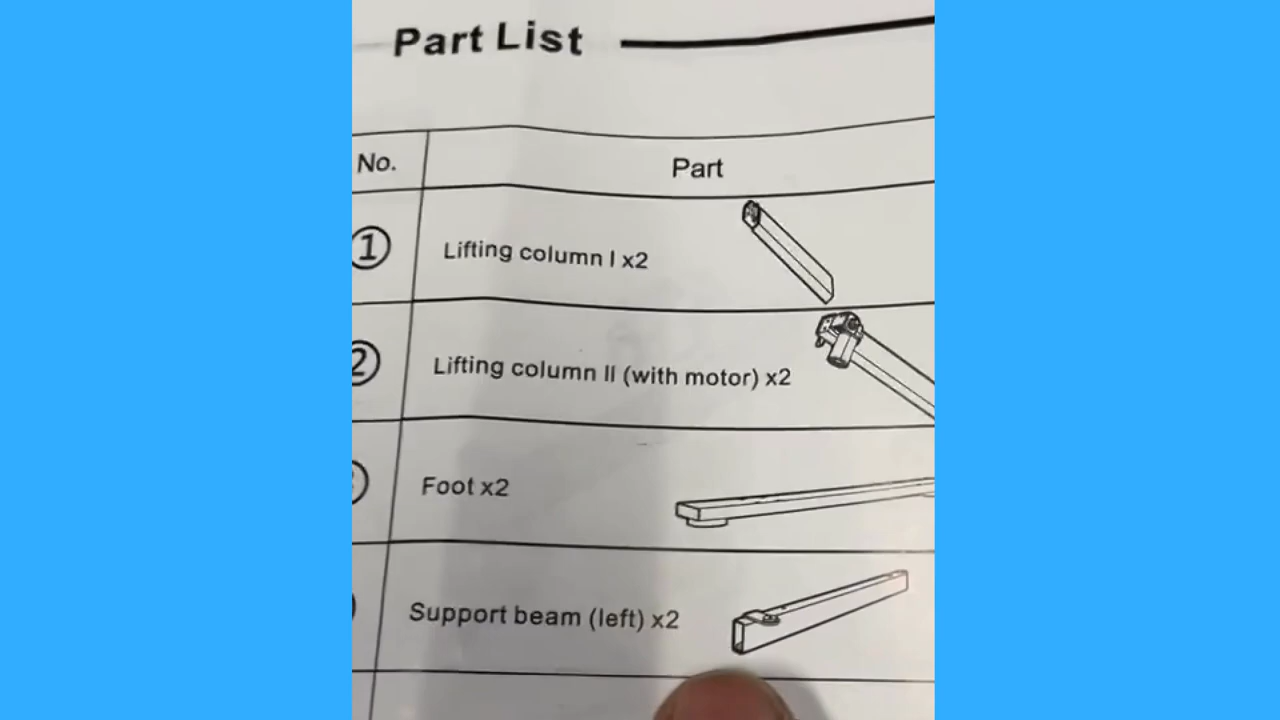 Part List
No. Part
① Lifting column I x2
② Lifting column II (with motor) x2
Foot x2
Support beam (left) x2